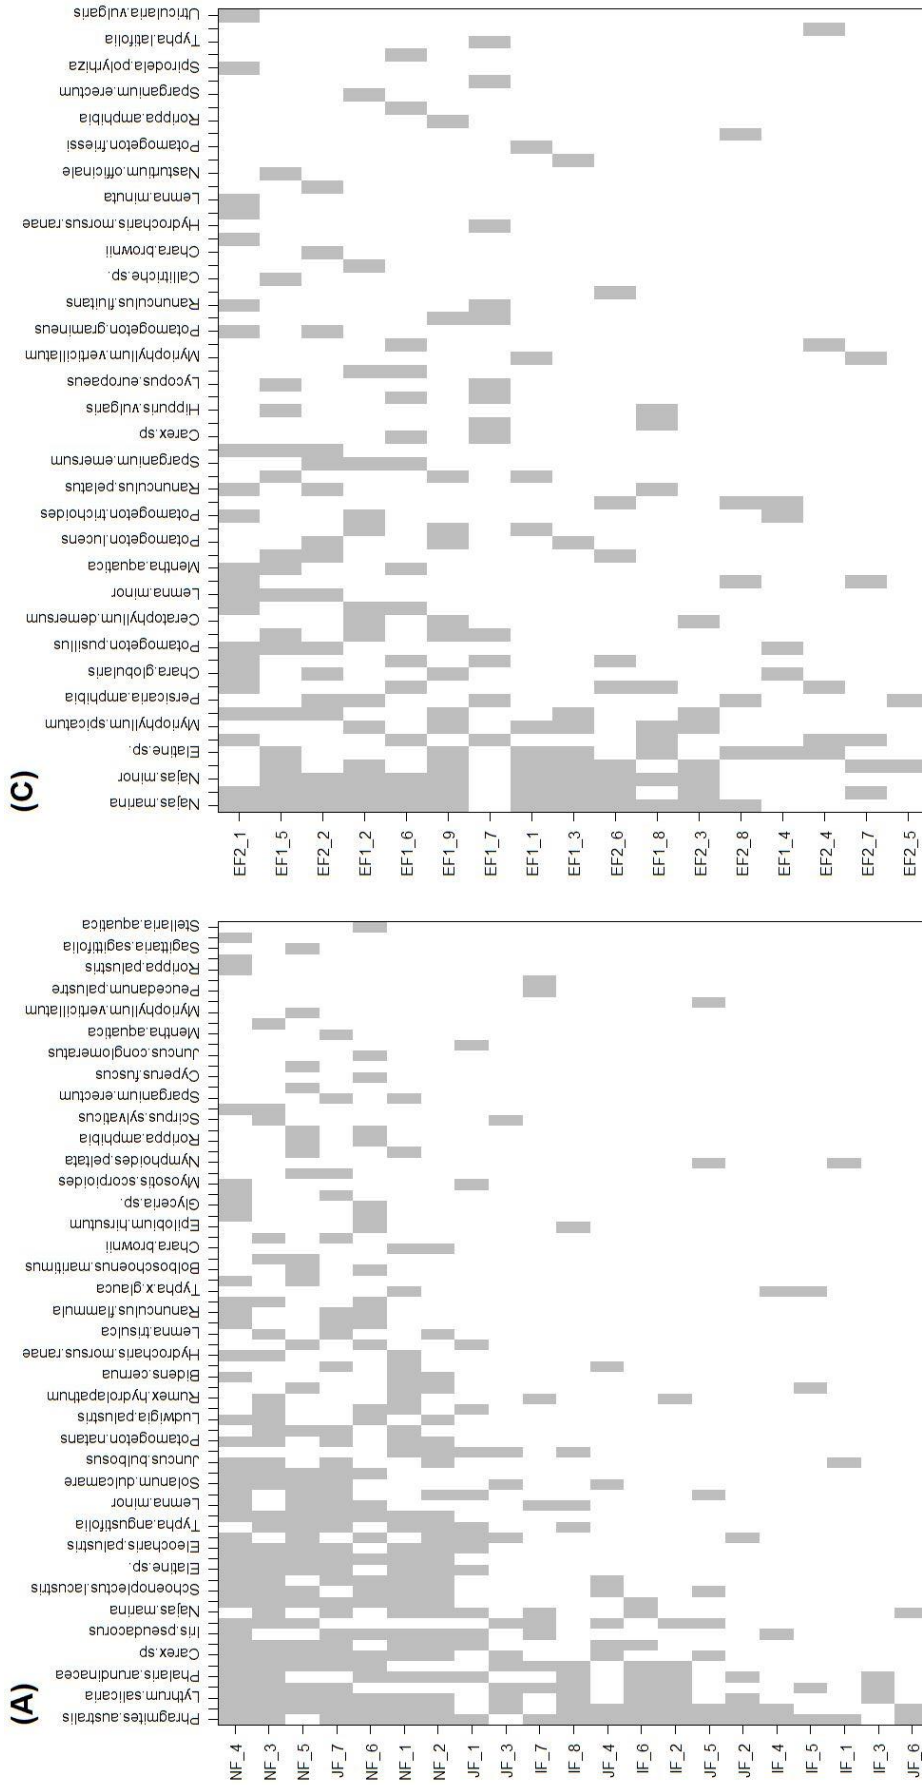 (C)
Utricularia.vulgaris
Typha.latifolia
Spirodela.polyrhiza
Sparganium.erectum
Rorippa.amphibia
Potamogeton.friessi
Nasturtium.officinale
Lemna.minuta
Hydrocharis.morsus.ranae
Chara.brownii
Callitriche.sp.
Ranunculus.fluitans
Potamogeton.gramineus
Myriophyllum.verticillatum
Lycopus.europaeus
Hippuris.vulgaris
Carex.sp
Sparganium.emersum
Ranunculus.pelatus
Potamogeton.trichoides
Potamogeton.lucens
Mentha.aquatica
Lemna.minor
Ceratophyllum.demersum
Potamogeton.pusillus
Chara.globularis
Persicaria.amphibia
Myriophyllum.spicatum
Elatine.sp.
Najas.minor
Najas.marina
EF2_1
EF1_5
EF2_2
EF1_2
EF1_6
EF1_9
EF1_7
EF1_1
EF1_3
EF2_6
EF1_8
EF2_3
EF2_8
EF1_4
EF2_4
EF2_7
EF2_5
(A)
Stellaria.aquatica
Sagittaria.sagittifolia
Rorippa.palustris
Peucedanum.palustre
Myriophyllum.verticillatum
Mentha.aquatica
Juncus.conglomeratus
Cyperus.fuscus
Sparganium.erectum
Scirpus.sylvaticus
Rorippa.amphibia
Nymphoides.peltata
Myosotis.scorpioides
Glyceria.sp.
Epilobium.hirsutum
Chara.brownii
Bolboschoenus.maritimus
Typha.x.glauca
Ranunculus.flammula
Lemna.trisulca
Hydrocharis.morsus.ranae
Bidens.cernua
Rumex.hydrolapathum
Ludwigia.palustris
Potamogeton.natans
Juncus.bulbosus
Solanum.dulcamare
Lemna.minor
Typha.angustifolia
Eleocharis.palustris
Elatine.sp.
Schoenoplectus.lacustris
Najas.marina
Iris.pseudacorus
Carex.sp
Phalaris.arundinacea
Lythrum.salicaria
Phragmites.australis
NF_4
NF_3
NF_5
JF_7
NF_6
NF_1
NF_2
JF_1
JF_3
IF_7
IF_8
JF_4
IF_6
IF_2
JF_5
JF_2
IF_4
IF_5
IF_1
IF_3
JF_6